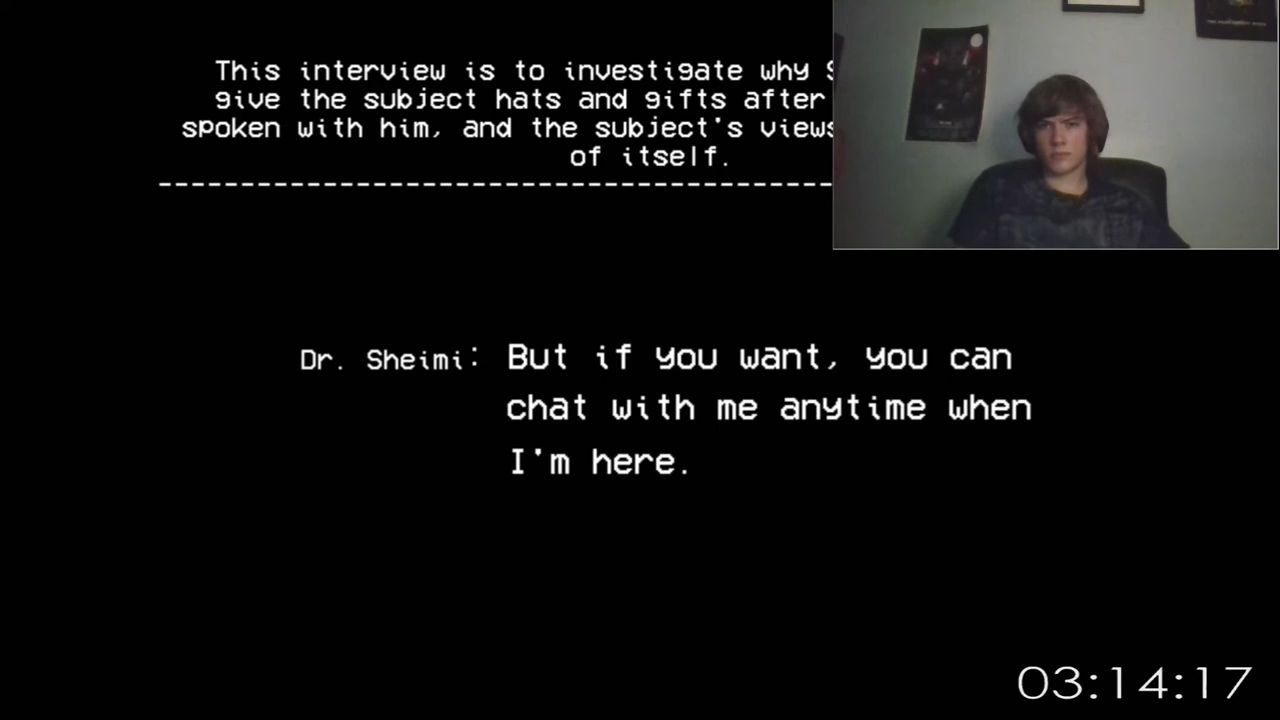 This interview is to investigate why
give the subject hats and gifts after
spoken with him, and the subject's views
of itself.
Dr. Sheimi: But if you want, you can
chat with me anytime when
I'm here.
03:14:17